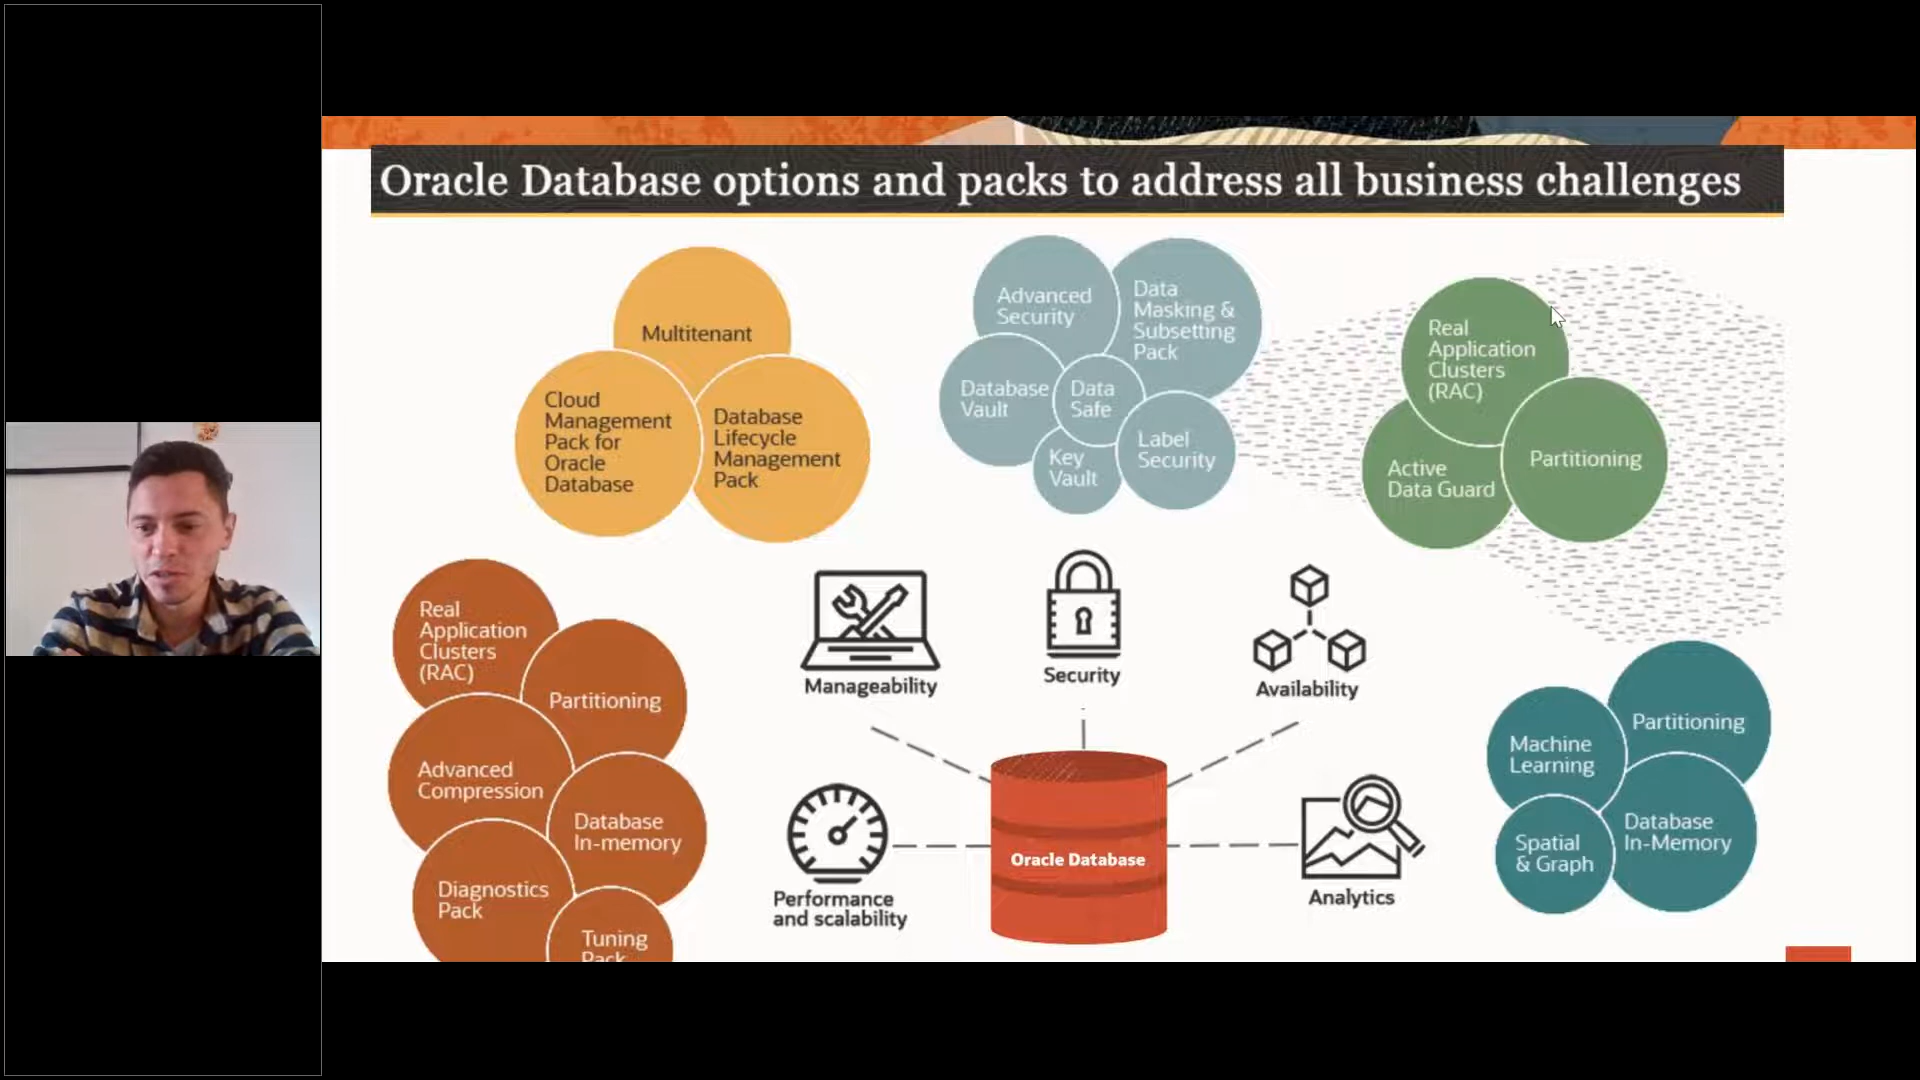 Oracle Database options and packs to address all business challenges
Multitenant
Cloud
Management
Pack for
Oracle
Database
Database
Lifecycle
Management
Pack
Advanced
Security
Data
Masking &
Subsetting
Pack
Database
Vault
Data
Safe
Key
Vault
Label
Security
Real
Application
Clusters
(RAC)
Active
Data Guard
Partitioning
Real
Application
Clusters
(RAC)
Partitioning
Advanced
Compression
Database
In-memory
Diagnostics
Pack
Tuning
Pack
Manageability
Security
Availability
Performance
and scalability
Oracle Database
Analytics
Machine
Learning
Partitioning
Spatial
& Graph
Database
In-Memory